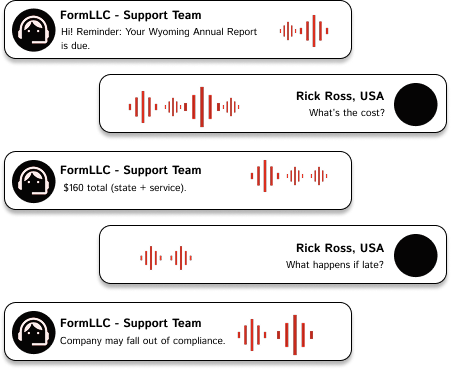 FormLLC - Support Team
Hi! Reminder: Your Wyoming Annual Report
is due.
Rick Ross, USA
What's the cost?
FormLLC - Support Team
$160 total (state + service).
Rick Ross, USA
What happens if late?
FormLLC - Support Team
Company may fall out of compliance.